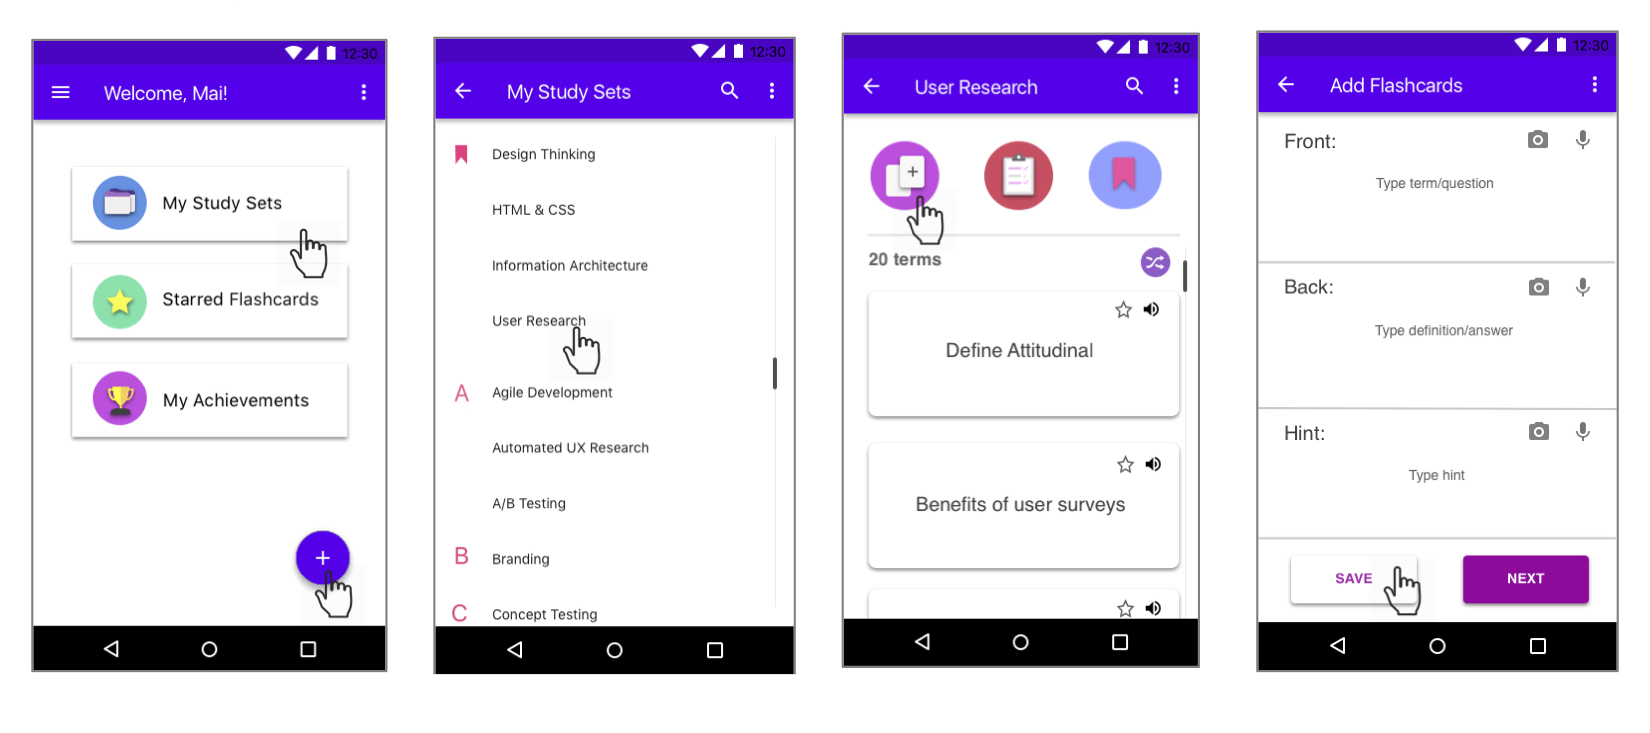 12:30
Welcome, Mai!
My Study Sets
Starred Flashcards
My Achievements
12:30
My Study Sets
Design Thinking
HTML & CSS
Information Architecture
User Research
A
Agile Development
Automated UX Research
A/B Testing
B
Branding
C
Concept Testing
12:30
User Research
20 terms
Define Attitudinal
Benefits of user surveys
12:30
Add Flashcards
Front:
Type term/question
Back:
Type definition/answer
Hint:
Type hint
SAVE
NEXT